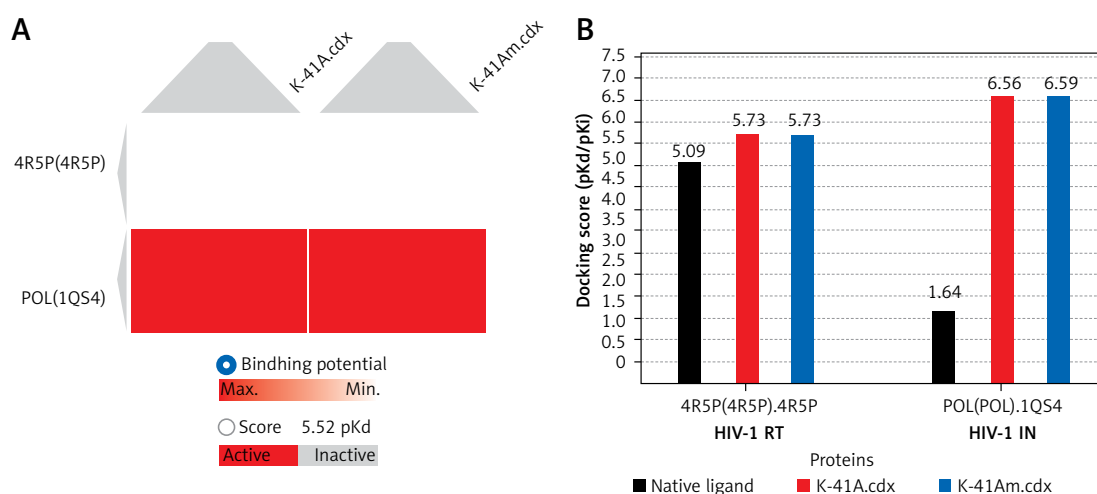 A
K-41A.cdx
K-41Am.cdx
4R5P(4R5P)
POL(1QS4)
Bindhing potential
Max. Min.
Score 5.52 pKd
Active Inactive
B
Docking score (pKd/pKi)
7.5
7.0
6.5
6.0
5.5
5.0
4.5
4.0
3.5
3.0
2.5
2.0
1.5
1.0
0.5
0
5.09
5.73
5.73
1.64
6.56
6.59
4R5P(4R5P).4R5P
HIV-1 RT
POL(POL).1QS4
HIV-1 IN
Proteins
Native ligand K-41A.cdx K-41Am.cdx